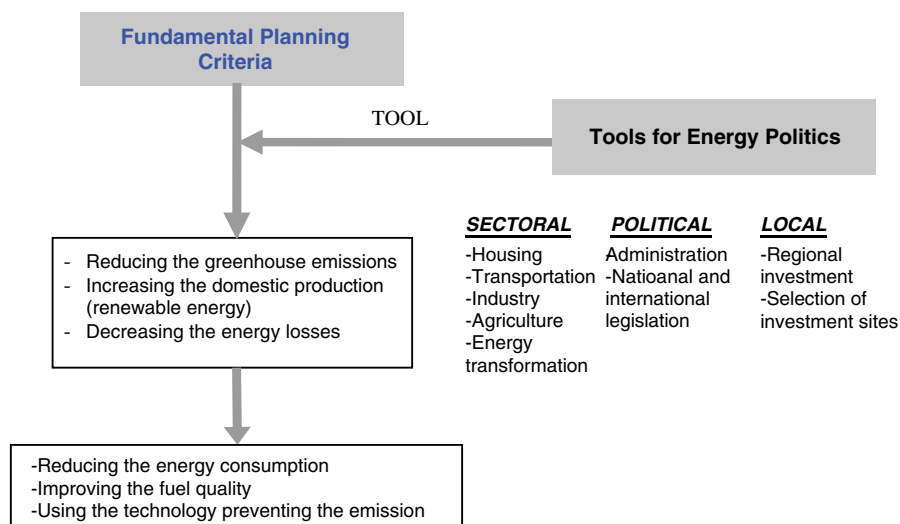 Fundamental Planning
Criteria
TOOL
Tools for Energy Politics
- Reducing the greenhouse emissions
- Increasing the domestic production
(renewable energy)
- Decreasing the energy losses
SECTORAL
-Housing
-Transportation
-Industry
-Agriculture
-Energy
transformation
POLITICAL
-Administration
-Natioanal and
international
legislation
LOCAL
-Regional
investment
-Selection of
investment sites
-Reducing the energy consumption
-Improving the fuel quality
-Using the technology preventing the emission